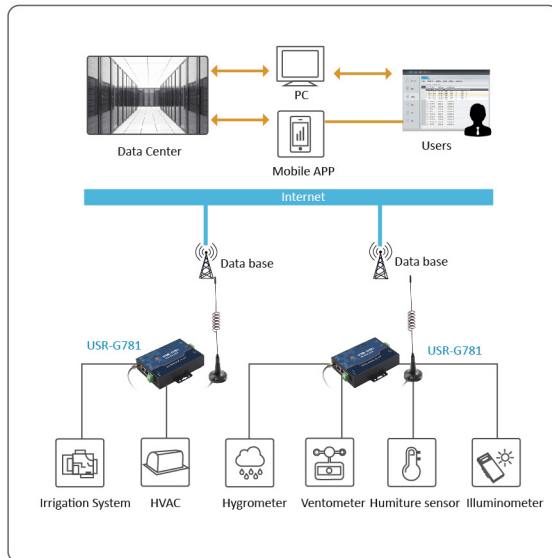 PC
Data Center
Users
Mobile APP
Internet
Data base
Data base
USR-G781
USR-G781
Irrigation System
HVAC
Hygrometer
Ventometer
Humiture sensor
Illuminometer